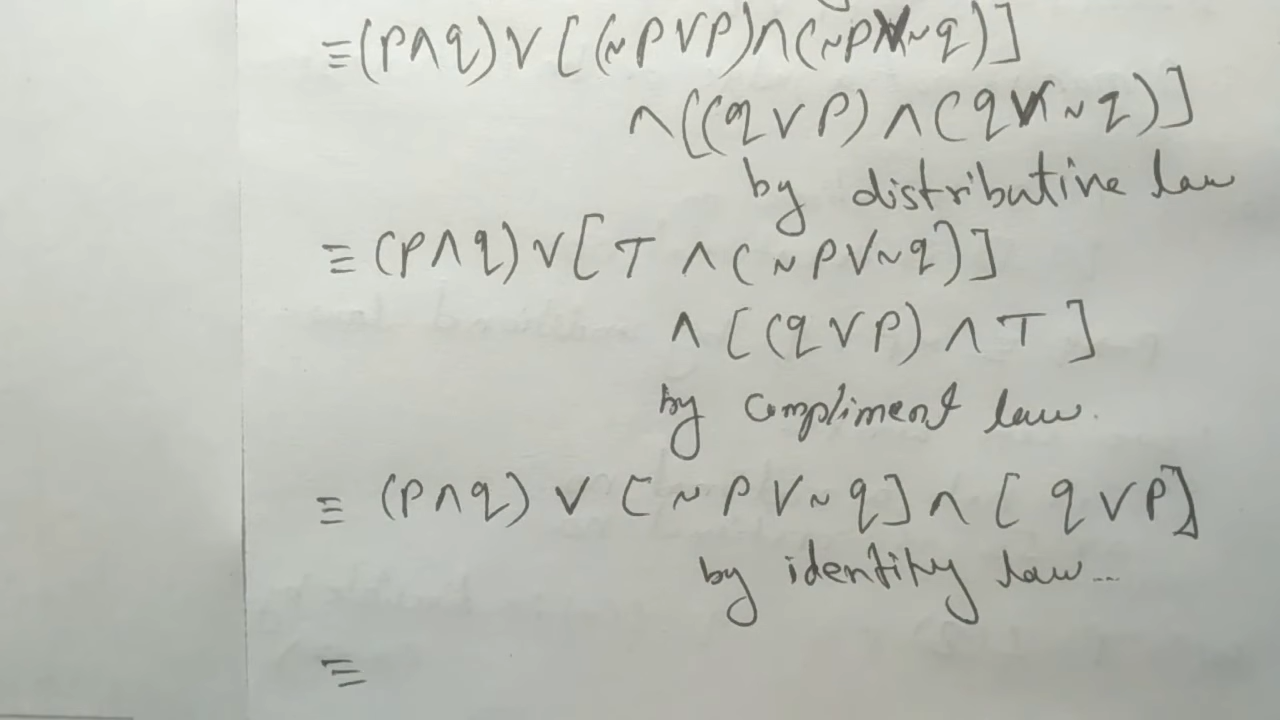 ≡(P∧q)∨[(~P∨P)∧(~P∨~q)]
∧[(q∨P)∧(q∨~q)]
by distributive law
≡(P∧q)∨[T∧(~P∨~q)]
∧[(q∨P)∧T]
by compliment law.
≡(P∧q)∨[~P∨~q]∧[q∨P]
by identity law...
≡